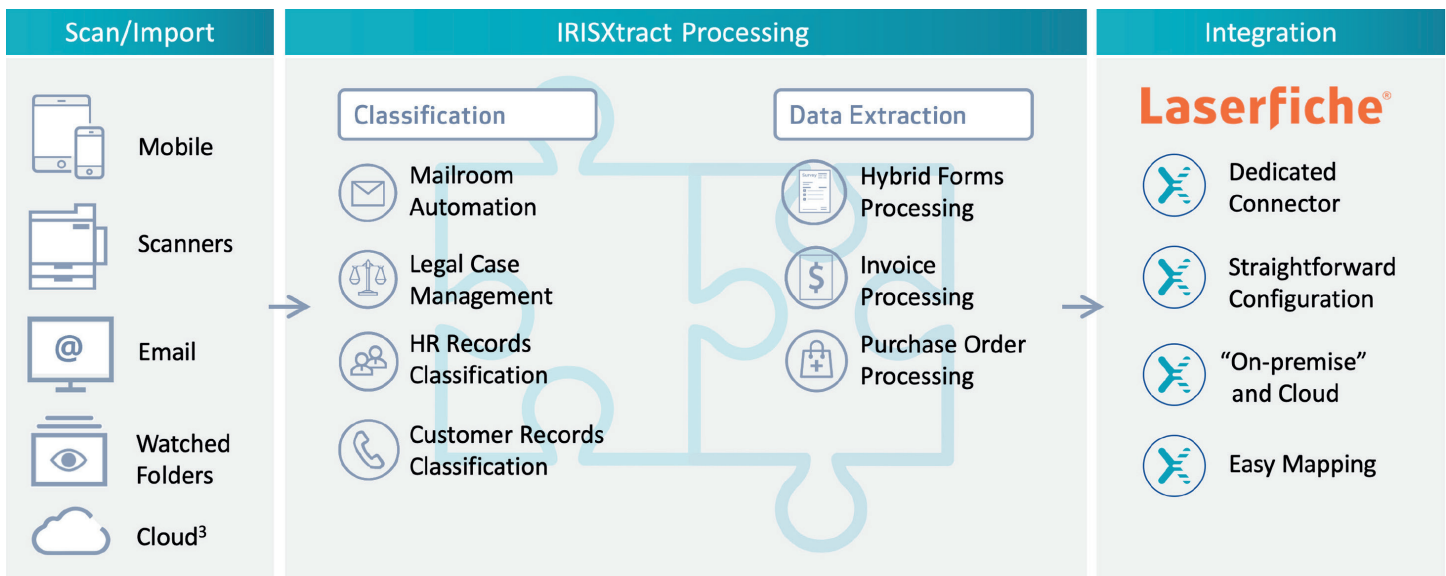 Scan/Import
Mobile
Scanners
@
Email
Watched
Folders
Cloud³
IRISXtract Processing
Classification
Mailroom
Automation
Legal Case
Management
HR Records
Classification
Customer Records
Classification
Data Extraction
Survey
Hybrid Forms
Processing
$
Invoice
Processing
Purchase Order
Processing
Integration
Laserfiche®
Dedicated
Connector
Straightforward
Configuration
“On-premise”
and Cloud
Easy Mapping